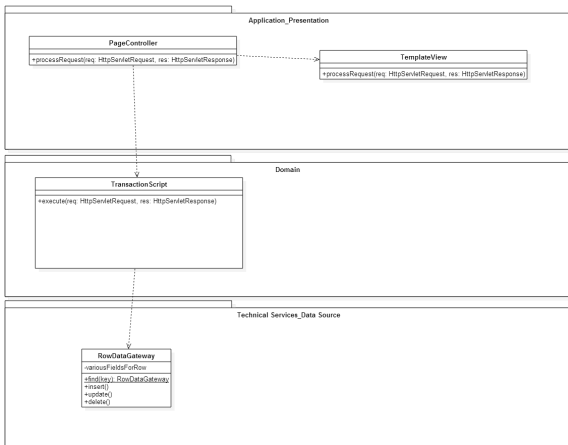 Application_Presentation
PageController
+processRequest(req: HttpServletRequest, res: HttpServletResponse)
TemplateView
+processRequest(req: HttpServletRequest, res: HttpServletResponse)
Domain
TransactionScript
+execute(req: HttpServletRequest, res: HttpServletResponse)
Technical Services_Data Source
RowDataGateway
-variousFieldsForRow
+find(key): RowDataGateway
+insert()
+update()
+delete()